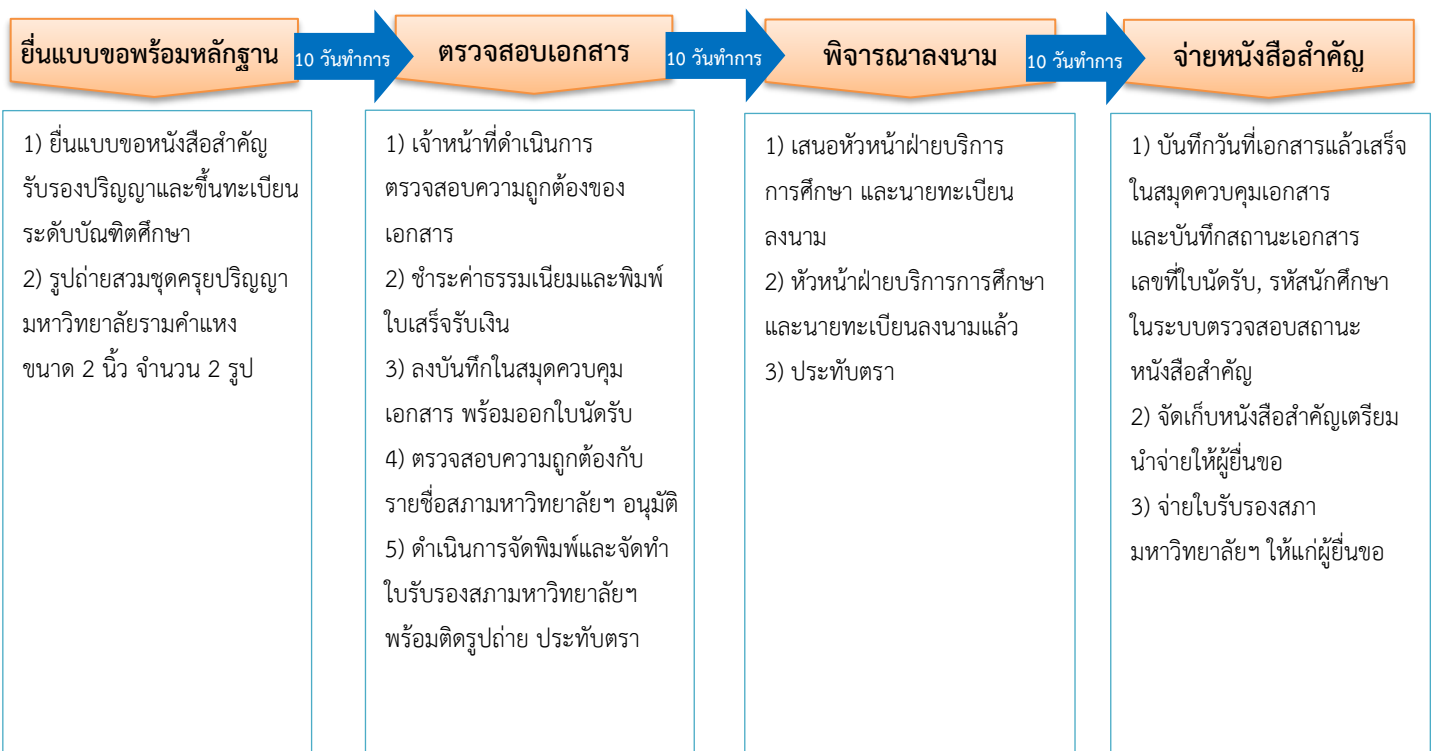 ยื่นแบบขอพร้อมหลักฐาน
10 วันทำการ
ตรวจสอบเอกสาร
10 วันทำการ
พิจารณาลงนาม
10 วันทำการ
จ่ายหนังสือสำคัญ
1) ยื่นแบบขอหนังสือสำคัญ
รับรองปริญญาและขึ้นทะเบียน
ระดับบัณฑิตศึกษา
2) รูปถ่ายสวมชุดครุยปริญญา
มหาวิทยาลัยรามคำแหง
ขนาด 2 นิ้ว จำนวน 2 รูป
1) เจ้าหน้าที่ดำเนินการ
ตรวจสอบความถูกต้องของ
เอกสาร
2) ชำระค่าธรรมเนียมและพิมพ์
ใบเสร็จรับเงิน
3) ลงบันทึกในสมุดควบคุม
เอกสาร พร้อมออกใบนัดรับ
4) ตรวจสอบความถูกต้องกับ
รายชื่อสภามหาวิทยาลัยฯ อนุมัติ
5) ดำเนินการจัดพิมพ์และจัดทำ
ใบรับรองสภามหาวิทยาลัยฯ
พร้อมติดรูปถ่าย ประทับตรา
1) เสนอหัวหน้าฝ่ายบริการ
การศึกษา และนายทะเบียน
ลงนาม
2) หัวหน้าฝ่ายบริการการศึกษา
และนายทะเบียนลงนามแล้ว
3) ประทับตรา
1) บันทึกวันที่เอกสารแล้วเสร็จ
ในสมุดควบคุมเอกสาร
และบันทึกสถานะเอกสาร
เลขที่ใบนัดรับ, รหัสนักศึกษา
ในระบบตรวจสอบสถานะ
หนังสือสำคัญ
2) จัดเก็บหนังสือสำคัญเตรียม
นำจ่ายให้ผู้ยื่นขอ
3) จ่ายใบรับรองสภา
มหาวิทยาลัยฯ ให้แก่ผู้ยื่นขอ